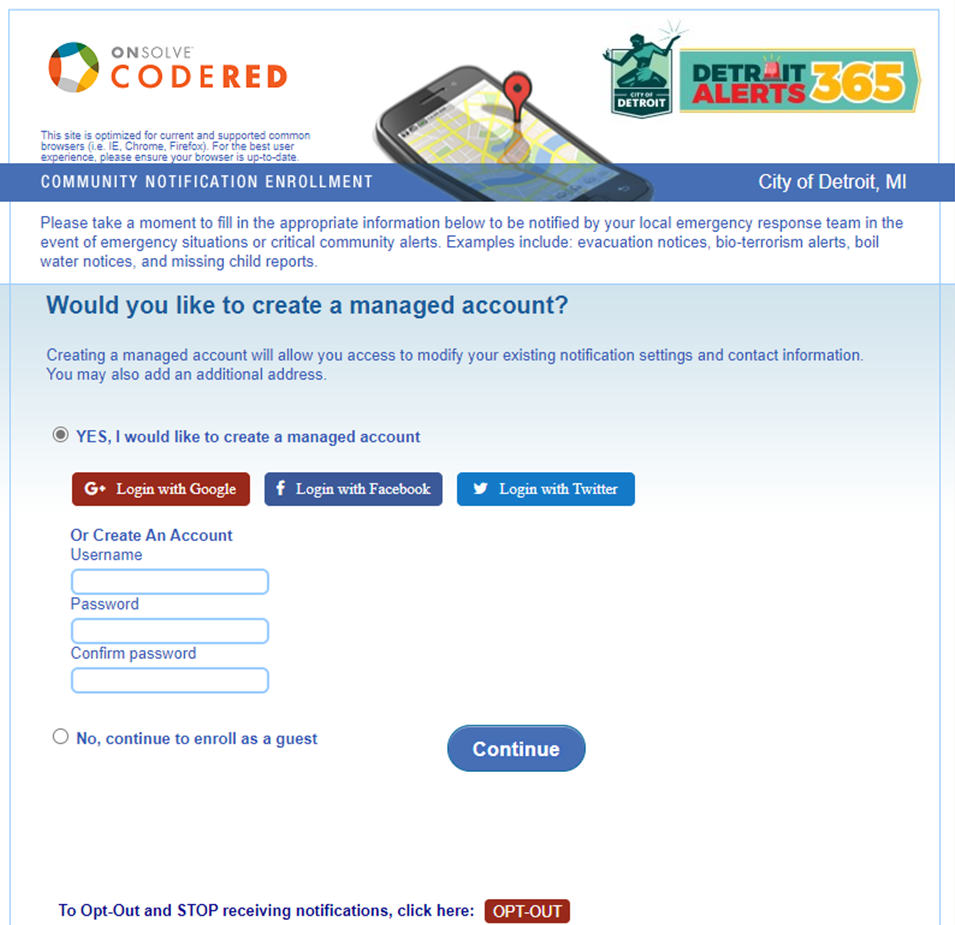 ONSOLVE
CODERED
CITY OF
DETROIT
DETROIT
ALERTS 365
This site is optimized for current and supported common
browsers (i.e. IE, Chrome, Firefox). For the best user
experience, please ensure your browser is up-to-date.
COMMUNITY NOTIFICATION ENROLLMENT
City of Detroit, MI
Please take a moment to fill in the appropriate information below to be notified by your local emergency response team in the
event of emergency situations or critical community alerts. Examples include: evacuation notices, bio-terrorism alerts, boil
water notices, and missing child reports.
Would you like to create a managed account?
Creating a managed account will allow you access to modify your existing notification settings and contact information.
You may also add an additional address.
YES, I would like to create a managed account
G+ Login with Google
f Login with Facebook
Login with Twitter
Or Create An Account
Username
Password
Confirm password
No, continue to enroll as a guest
Continue
To Opt-Out and STOP receiving notifications, click here: OPT-OUT